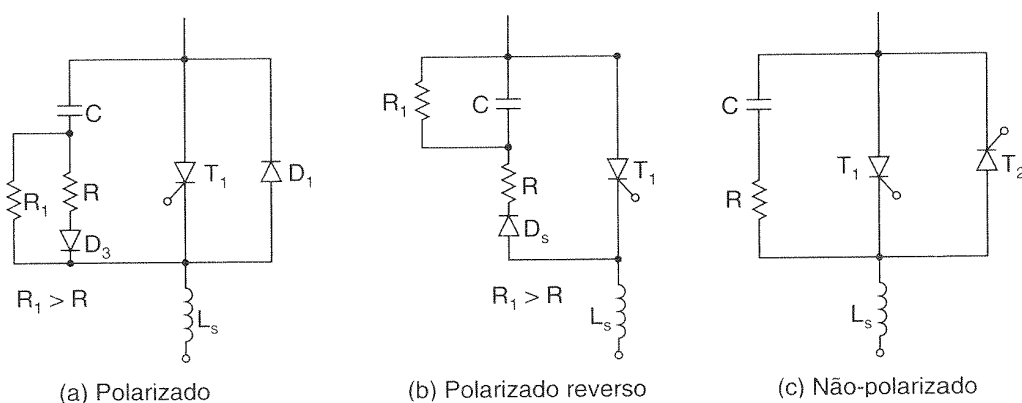 C
R₁
R
D₃
T₁
D₁
R₁ > R
Lₛ
(a) Polarizado
R₁
C
R
Dₛ
T₁
R₁ > R
Lₛ
(b) Polarizado reverso
C
R
T₁
T₂
Lₛ
(c) Não-polarizado